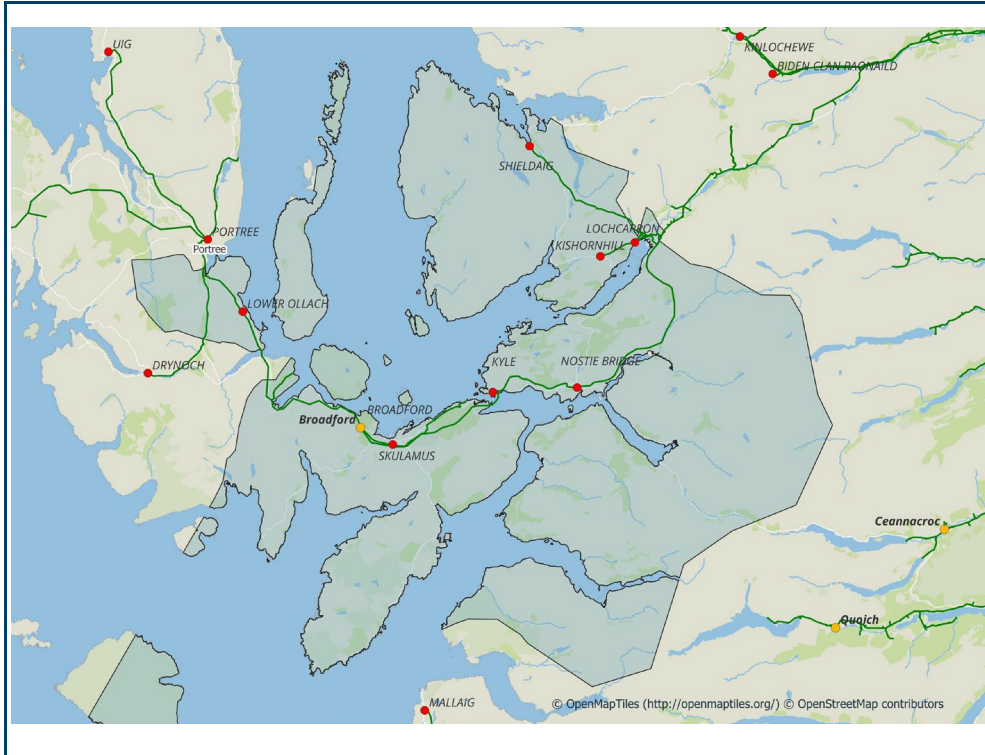 UIG
KINLOCHEWE
BIDEN CLAN RAONAILD
SHIELDAIG
PORTREE
Portree
LOCHCARRON
KISHORNHILL
LOWER OLLACH
DRYNOCH
KYLE
NOSTIE BRIDGE
BROADFORD
Broadford
SKULAMUS
Ceannacroc
Quoich
MALLAIG
© OpenMapTiles (http://openmaptiles.org/) © OpenStreetMap contributors